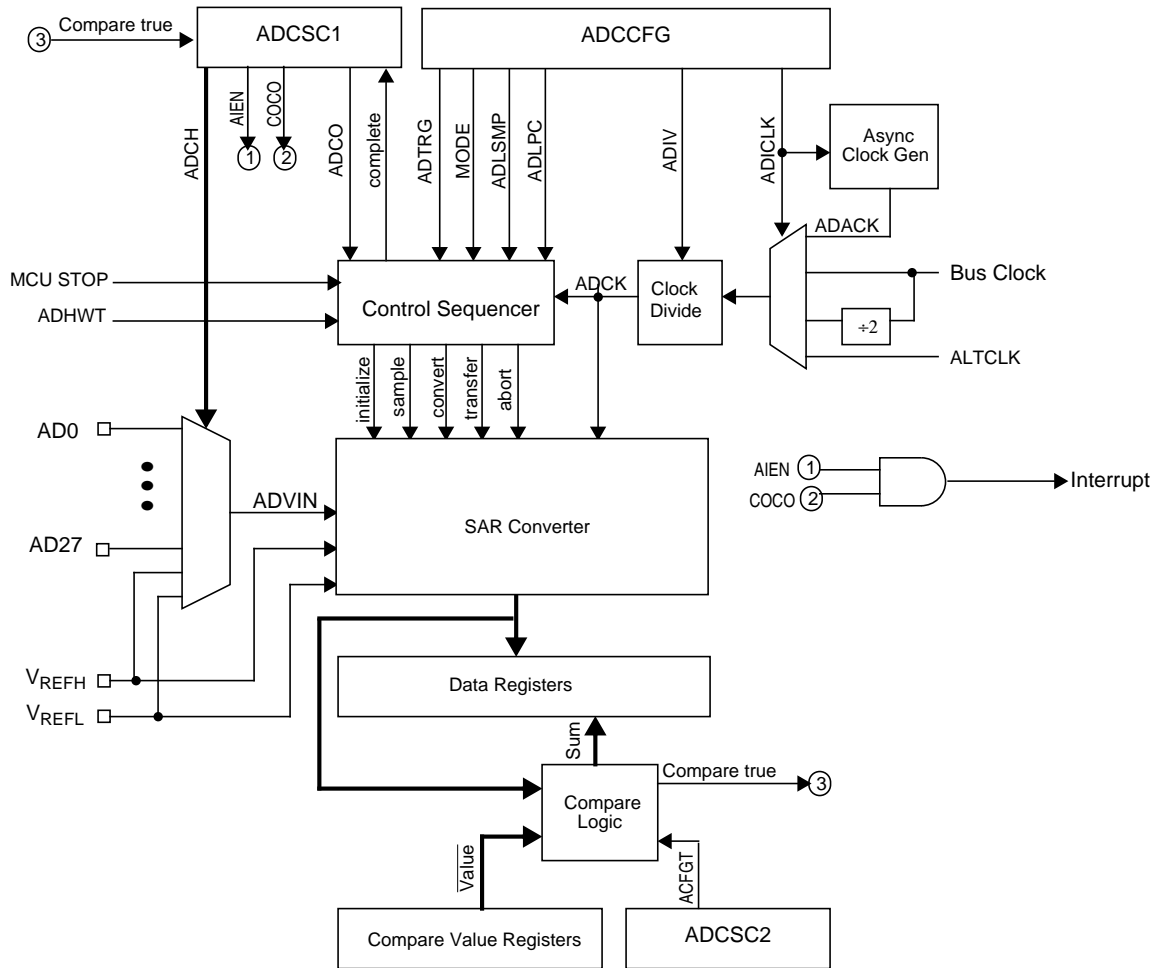 3
Compare true
ADCSC1
ADCCFG
ADCH
AIEN
COCO
ADCO
complete
ADTRG
MODE
ADLSMP
ADLPC
ADIV
ADICLK
Async
Clock Gen
1
2
ADACK
MCU STOP
ADHWT
Control Sequencer
ADCK
Clock
Divide
Bus Clock
÷2
ALTCLK
initialize
sample
convert
transfer
abort
AD0
ADVIN
AD27
SAR Converter
AIEN 1
COCO 2
Interrupt
VREFH
VREFL
Data Registers
Sum
Compare true
3
Compare
Logic
Value
ACFGT
Compare Value Registers
ADCSC2